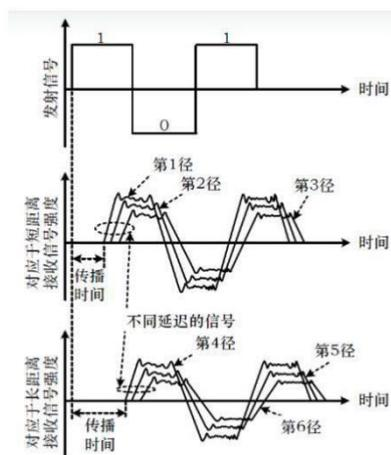 1
1
发射信号
时间
0
第1径
第2径
第3径
对应于短距离
接收信号强度
时间
传播
时间
不同延迟的信号
第4径
第5径
对应于长距离
接收信号强度
时间
传播
时间
第6径